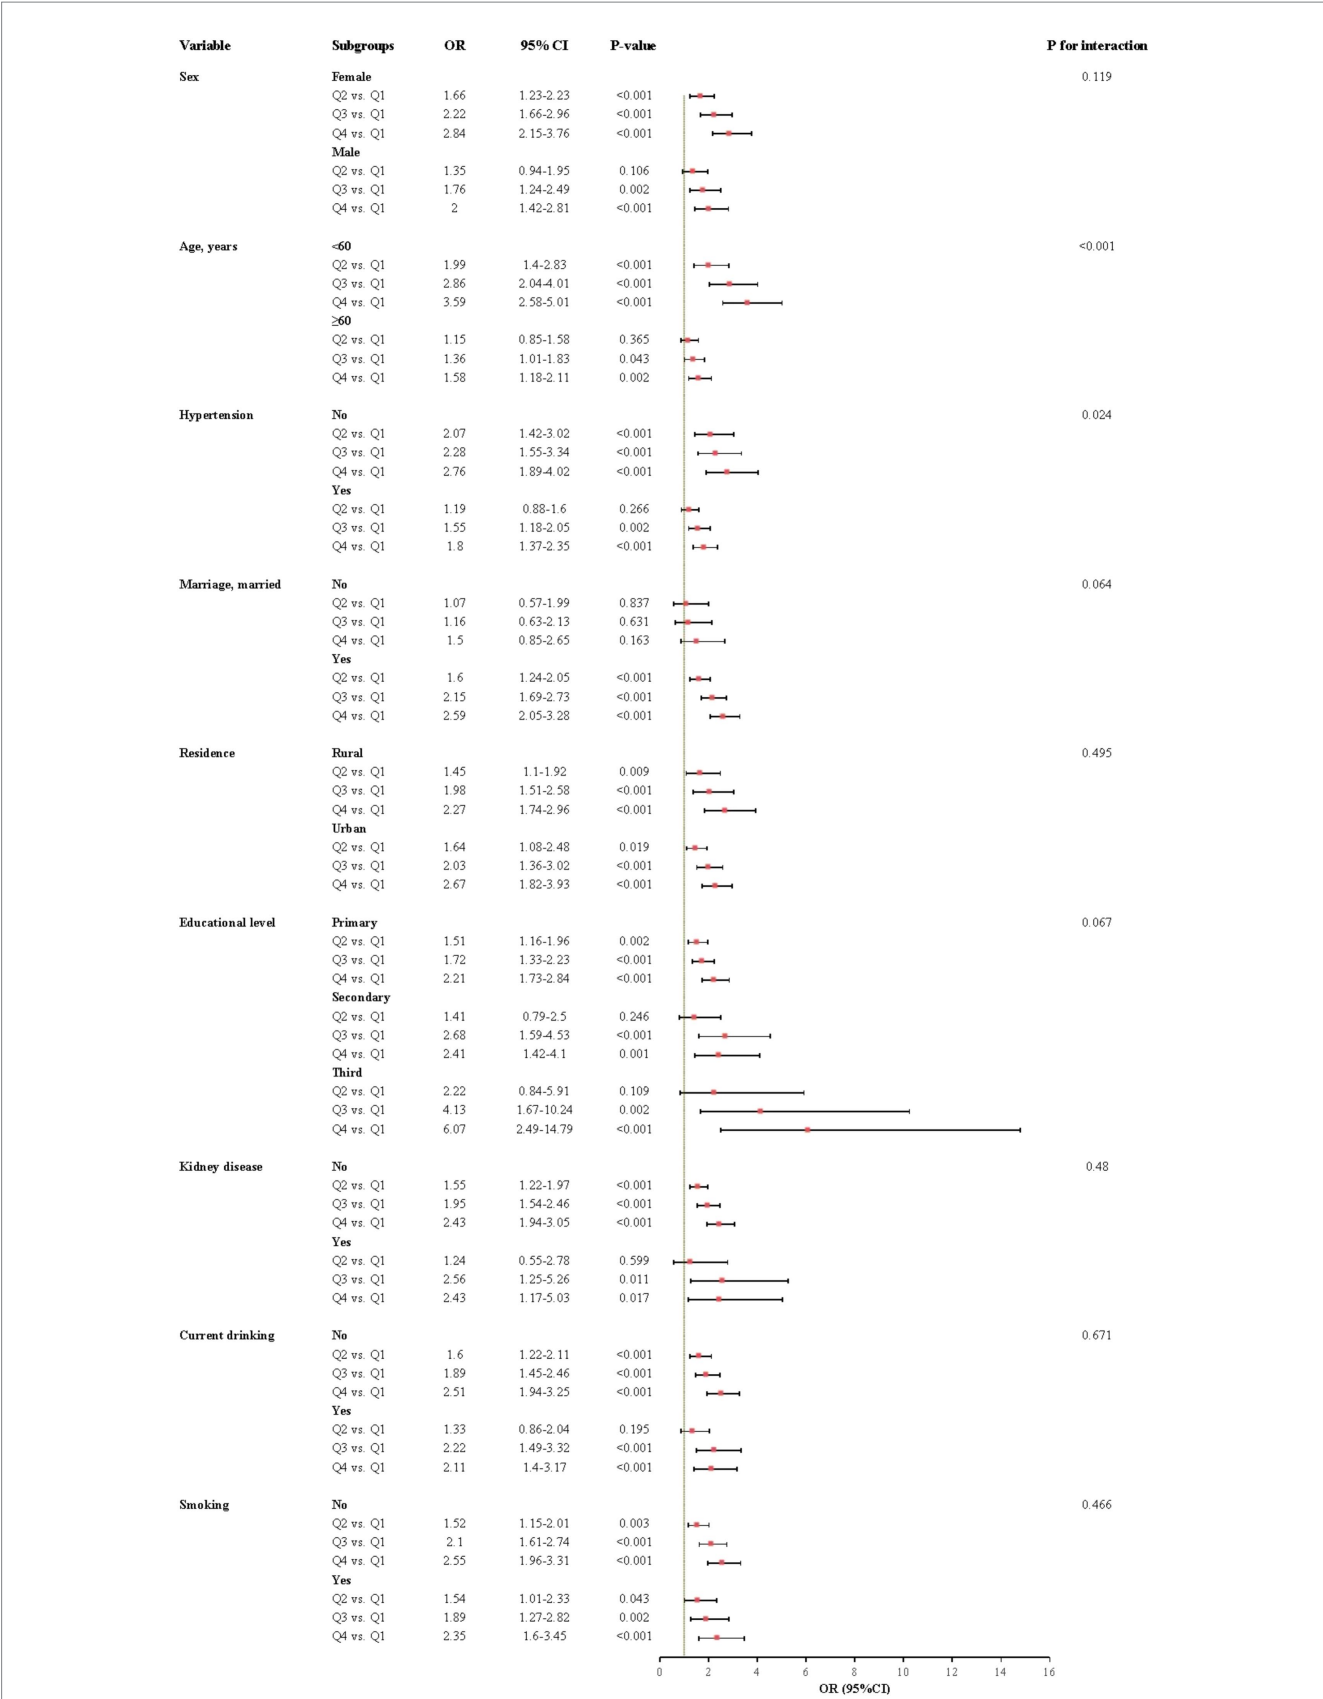 Variable Subgroups OR 95% CI P-value P for interaction
Sex Female 0.119
Q2 vs. Q1 1.66 1.23-2.23 <0.001
Q3 vs. Q1 2.22 1.66-2.96 <0.001
Q4 vs. Q1 2.84 2.15-3.76 <0.001
Male
Q2 vs. Q1 1.35 0.94-1.95 0.106
Q3 vs. Q1 1.76 1.24-2.49 0.002
Q4 vs. Q1 2 1.42-2.81 <0.001
Age, years <60 <0.001
Q2 vs. Q1 1.99 1.4-2.83 <0.001
Q3 vs. Q1 2.86 2.04-4.01 <0.001
Q4 vs. Q1 3.59 2.58-5.01 <0.001
≥60
Q2 vs. Q1 1.15 0.85-1.58 0.365
Q3 vs. Q1 1.36 1.01-1.83 0.043
Q4 vs. Q1 1.58 1.18-2.11 0.002
Hypertension No 0.024
Q2 vs. Q1 2.07 1.42-3.02 <0.001
Q3 vs. Q1 2.28 1.55-3.34 <0.001
Q4 vs. Q1 2.76 1.89-4.02 <0.001
Yes
Q2 vs. Q1 1.19 0.88-1.6 0.266
Q3 vs. Q1 1.55 1.18-2.05 0.002
Q4 vs. Q1 1.8 1.37-2.35 <0.001
Marriage, married No 0.064
Q2 vs. Q1 1.07 0.57-1.99 0.837
Q3 vs. Q1 1.16 0.63-2.13 0.631
Q4 vs. Q1 1.5 0.85-2.65 0.163
Yes
Q2 vs. Q1 1.6 1.24-2.05 <0.001
Q3 vs. Q1 2.15 1.69-2.73 <0.001
Q4 vs. Q1 2.59 2.05-3.28 <0.001
Residence Rural 0.495
Q2 vs. Q1 1.45 1.1-1.92 0.009
Q3 vs. Q1 1.98 1.51-2.58 <0.001
Q4 vs. Q1 2.27 1.74-2.96 <0.001
Urban
Q2 vs. Q1 1.64 1.08-2.48 0.019
Q3 vs. Q1 2.03 1.36-3.02 <0.001
Q4 vs. Q1 2.67 1.82-3.93 <0.001
Educational level Primary 0.067
Q2 vs. Q1 1.51 1.16-1.96 0.002
Q3 vs. Q1 1.72 1.33-2.23 <0.001
Q4 vs. Q1 2.21 1.73-2.84 <0.001
Secondary
Q2 vs. Q1 1.41 0.79-2.5 0.246
Q3 vs. Q1 2.68 1.59-4.53 <0.001
Q4 vs. Q1 2.41 1.42-4.1 0.001
Third
Q2 vs. Q1 2.22 0.84-5.91 0.109
Q3 vs. Q1 4.13 1.67-10.24 0.002
Q4 vs. Q1 6.07 2.49-14.79 <0.001
Kidney disease No 0.48
Q2 vs. Q1 1.55 1.22-1.97 <0.001
Q3 vs. Q1 1.95 1.54-2.46 <0.001
Q4 vs. Q1 2.43 1.94-3.05 <0.001
Yes
Q2 vs. Q1 1.24 0.55-2.78 0.599
Q3 vs. Q1 2.56 1.25-5.26 0.011
Q4 vs. Q1 2.43 1.17-5.03 0.017
Current drinking No 0.671
Q2 vs. Q1 1.6 1.22-2.11 <0.001
Q3 vs. Q1 1.89 1.45-2.46 <0.001
Q4 vs. Q1 2.51 1.94-3.25 <0.001
Yes
Q2 vs. Q1 1.33 0.86-2.04 0.195
Q3 vs. Q1 2.22 1.49-3.32 <0.001
Q4 vs. Q1 2.11 1.4-3.17 <0.001
Smoking No 0.466
Q2 vs. Q1 1.52 1.15-2.01 0.003
Q3 vs. Q1 2.1 1.61-2.74 <0.001
Q4 vs. Q1 2.55 1.96-3.31 <0.001
Yes
Q2 vs. Q1 1.54 1.01-2.33 0.043
Q3 vs. Q1 1.89 1.27-2.82 0.002
Q4 vs. Q1 2.35 1.6-3.45 <0.001
0 2 4 6 8 10 12 14 16
OR (95%CI)